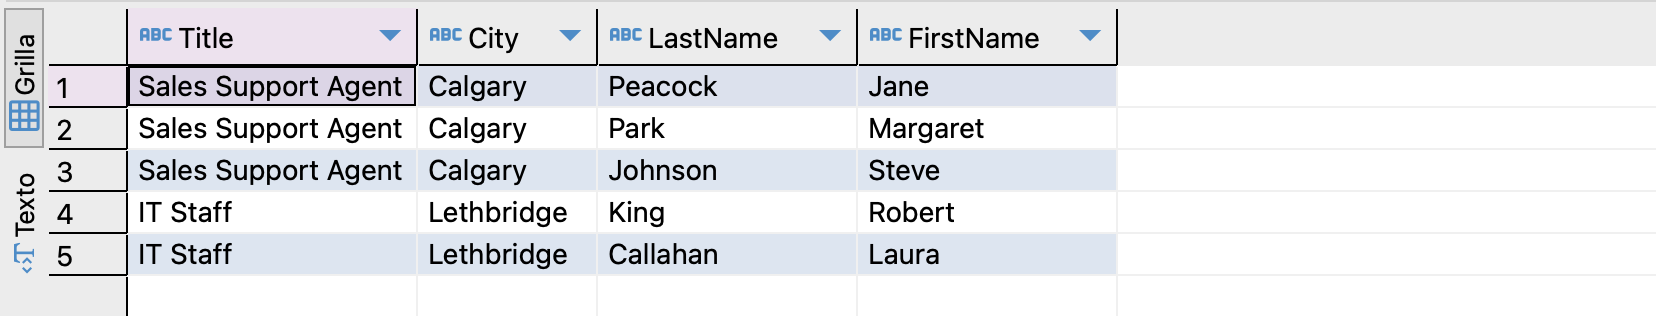 Grilla
Texto
ABC Title ABC City ABC LastName ABC FirstName
1 Sales Support Agent Calgary Peacock Jane
2 Sales Support Agent Calgary Park Margaret
3 Sales Support Agent Calgary Johnson Steve
4 IT Staff Lethbridge King Robert
5 IT Staff Lethbridge Callahan Laura